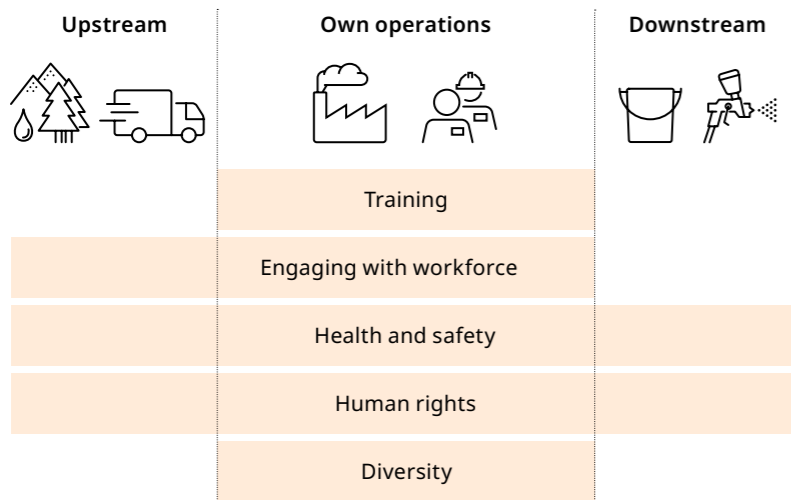 Upstream
Own operations
Downstream
Training
Engaging with workforce
Health and safety
Human rights
Diversity